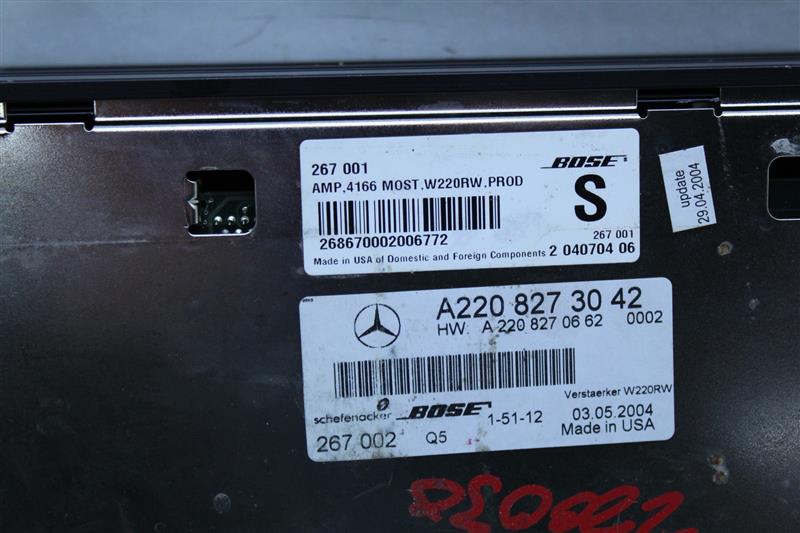 267 001
BOSE
AMP,4166 MOST,W220RW,PROD
S
268670002006772
267 001
Made in USA of Domestic and Foreign Components
2 040704 06
update
29.04.2004
A220 827 30 42
HW: A 220 827 06 62 0002
Verstaerker W220RW
schefenacker BOSE 1-51-12 03.05.2004
267 002 Q5 Made in USA